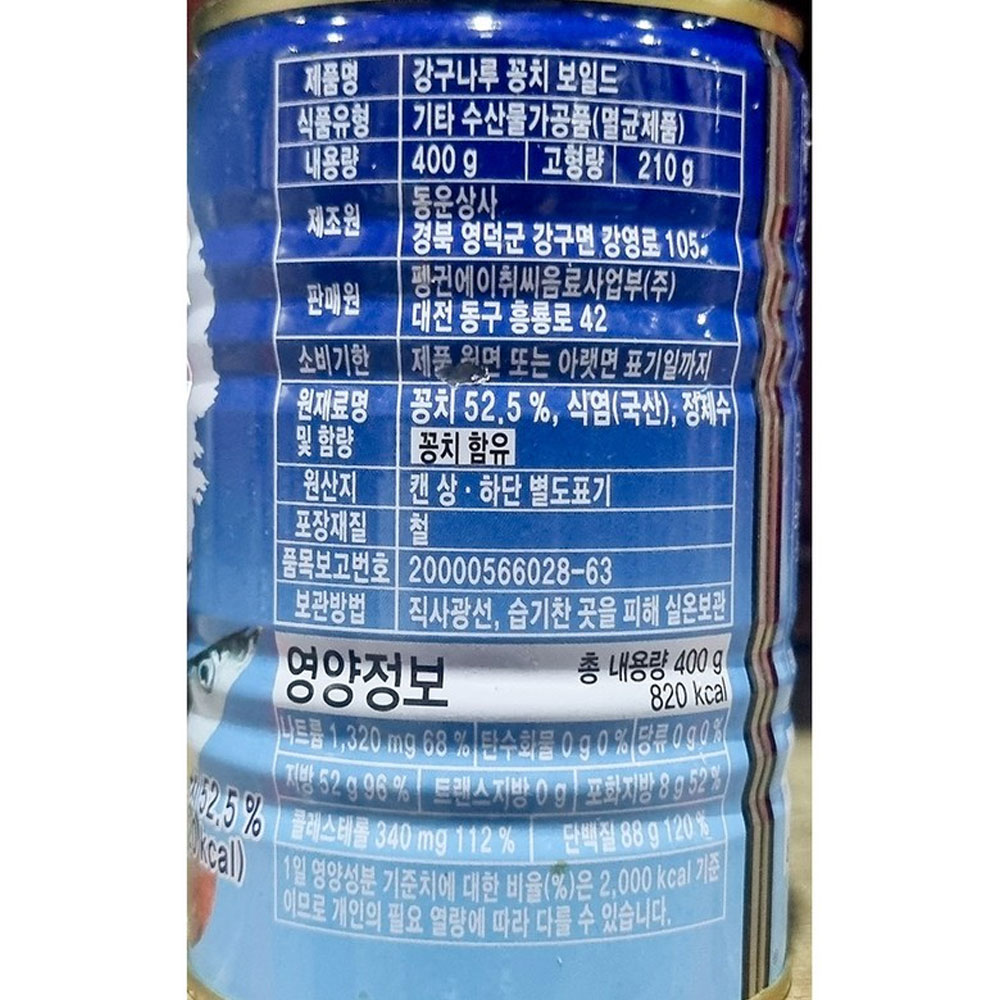 제품명 강구나루 꽁치 보일드
식품유형 기타 수산물가공품(멸균제품)
내용량 400 g 고형량 210 g
제조원 동운상사
경북 영덕군 강구면 강영로 105
판매원 펭귄에이취씨음료사업부(주)
대전 동구 흥룡로 42
소비기한 제품 윗면 또는 아랫면 표기일까지
원재료명 꽁치 52.5 %, 식염(국산), 정제수
및 함량 꽁치 함유
원산지 캔 상·하단 별도표기
포장재질 철
품목보고번호 20000566028-63
보관방법 직사광선, 습기찬 곳을 피해 실온보관
영양정보 총 내용량 400 g
820 kcal
나트륨 1,320 mg 68 % 탄수화물 0 g 0 % 당류 0 g 0 %
지방 52 g 96 % 트랜스지방 0 g 포화지방 8 g 52 %
콜레스테롤 340 mg 112 % 단백질 88 g 120 %
1일 영양성분 기준치에 대한 비율(%)은 2,000 kcal 기준
이므로 개인의 필요 열량에 따라 다를 수 있습니다.
52.5 %
kcal)